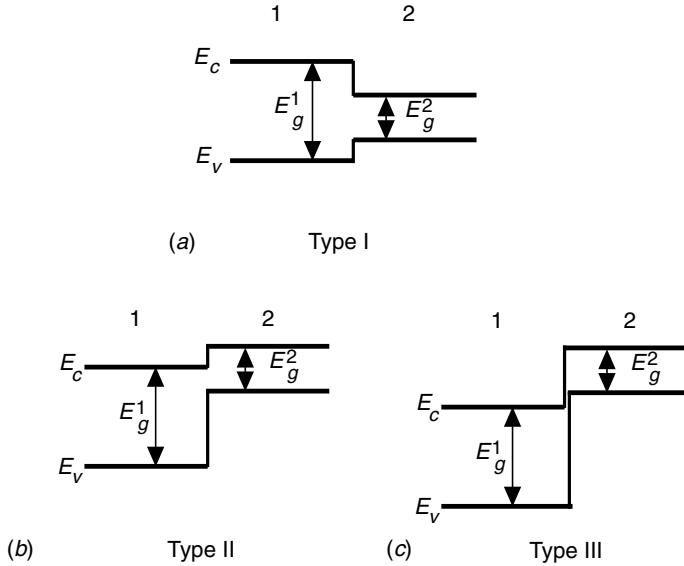 1 2
E_c
E_g^1 E_g^2
E_v
(a) Type I
1 2
E_c
E_g^1 E_g^2
E_v
(b) Type II
1 2
E_c
E_g^1 E_g^2
E_v
(c) Type III